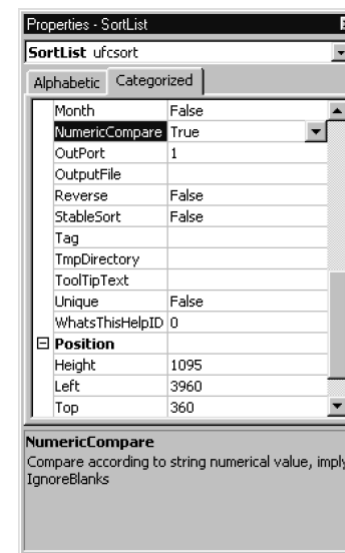 Properties - SortList
SortList ufcsort
Alphabetic Categorized
Month False
NumericCompare True
OutPort 1
OutputFile
Reverse False
StableSort False
Tag
TmpDirectory
ToolTipText
Unique False
WhatsThisHelpID 0
Position
Height 1095
Left 3960
Top 360
NumericCompare
Compare according to string numerical value, imply
IgnoreBlanks